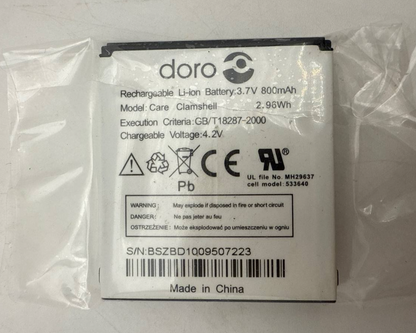 doro
Rechargeable Li-ion Battery:3.7V 800mAh
Model: Care Clamshell 2.96Wh
Execution Criteria:GB/T18287-2000
Chargeable Voltage:4.2V
CE
UL file No MH29637
cell model: 533640
Pb
WARNING: May explode if disposed in fire or short circuit
DANGER: Ne pas jeter au feu
OSTRZEŻENIE: Może eksplodować po umieszczeniu w ogniu
S/N:BSZBD1009507223
Made in China